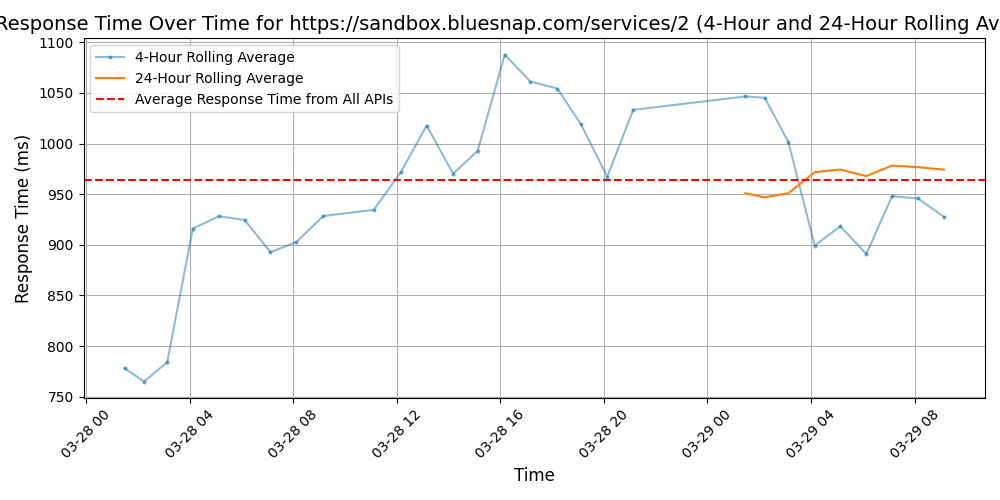 Response Time Over Time for https://sandbox.bluesnap.com/services/2 (4-Hour and 24-Hour Rolling Av
4-Hour Rolling Average
24-Hour Rolling Average
Average Response Time from All APIs
Response Time (ms)
1100
1050
1000
950
900
850
800
750
03-28 00
03-28 04
03-28 08
03-28 12
03-28 16
03-28 20
03-29 00
03-29 04
03-29 08
Time